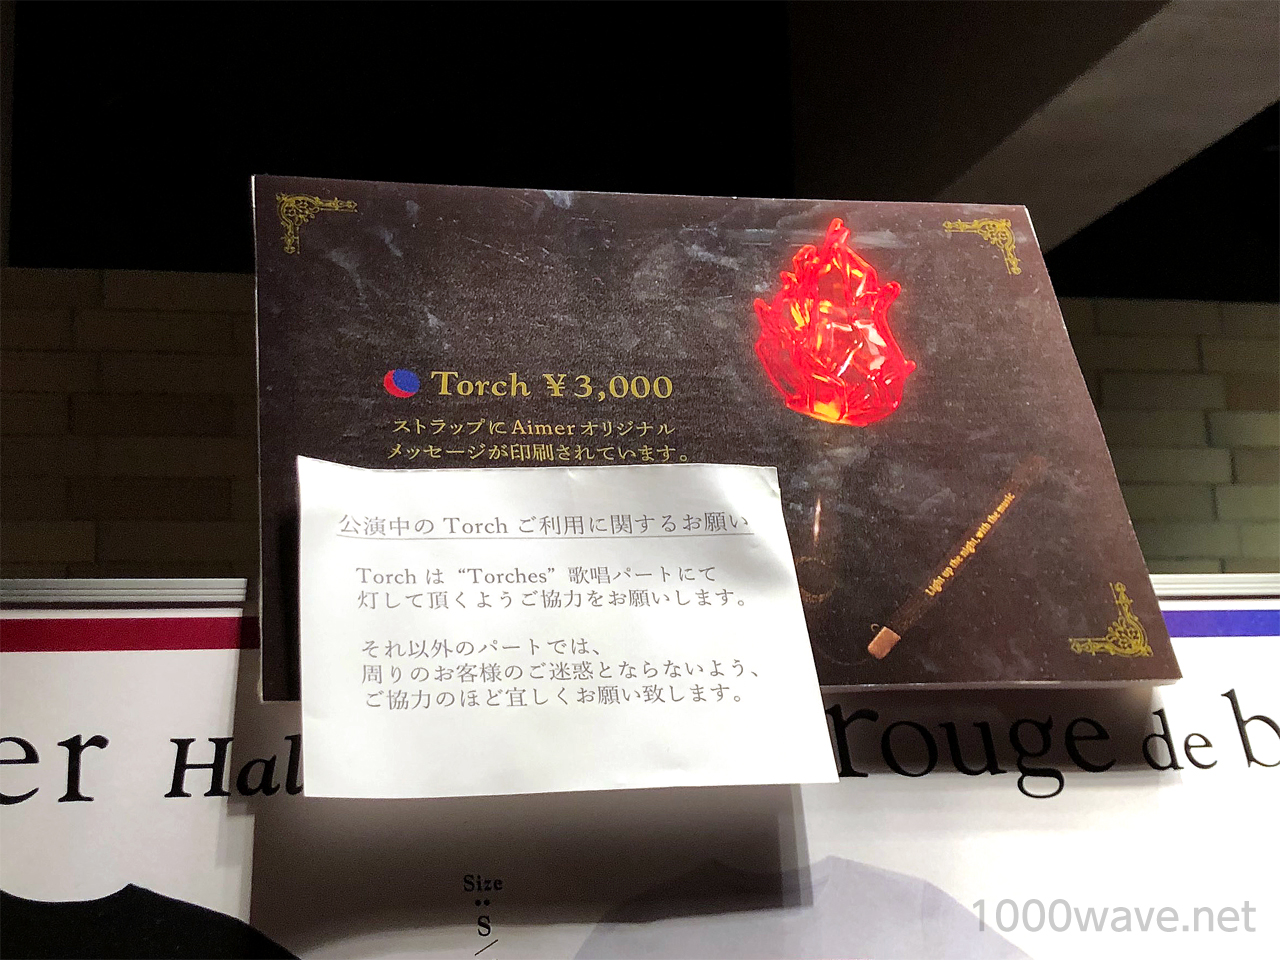 Torch ¥3,000
ストラップにAimerオリジナル
メッセージが印刷されています。
公演中の Torch ご利用に関するお願い
Torch は “Torches” 歌唱パートにて
灯して頂くようご協力をお願いします。
それ以外のパートでは、
周りのお客様のご迷惑とならないよう、
ご協力のほど宜しくお願い致します。
Light up the night, with the music
er Hal
rouge de b
Size
S
1000wave.net